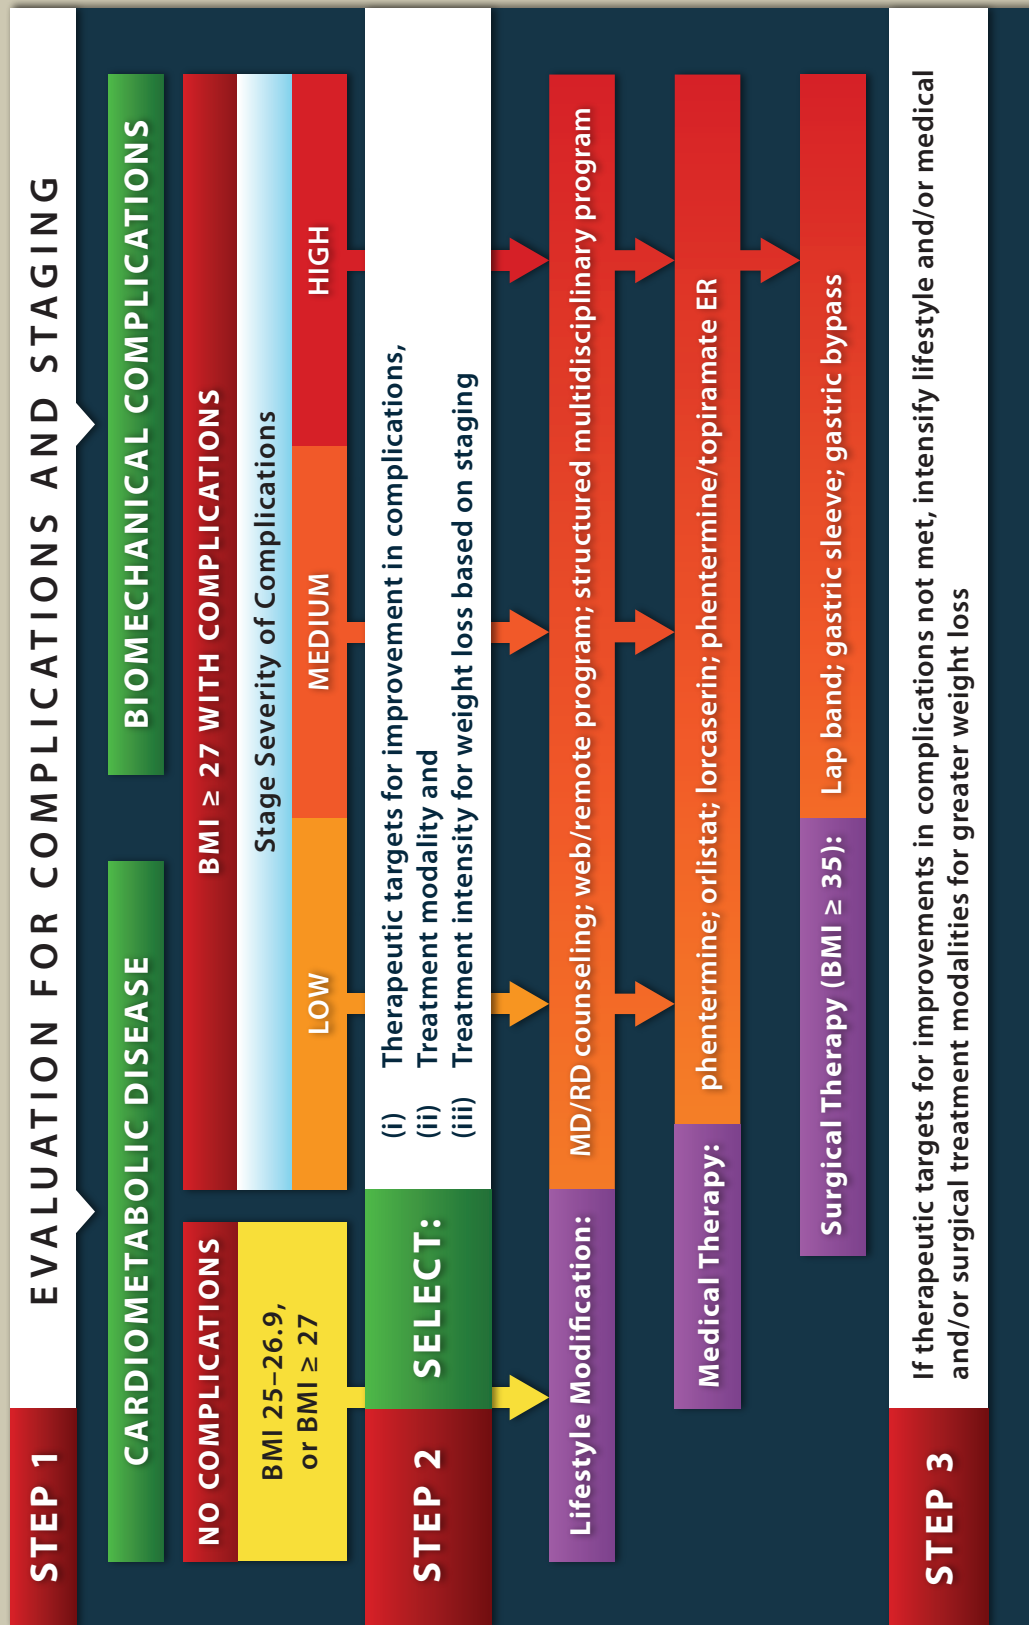 STEP 1
EVALUATION FOR COMPLICATIONS AND STAGING
CARDIOMETABOLIC DISEASE
BIOMECHANICAL COMPLICATIONS
NO COMPLICATIONS
BMI 25–26.9,
or BMI ≥ 27
BMI ≥ 27 WITH COMPLICATIONS
Stage Severity of Complications
LOW
MEDIUM
HIGH
STEP 2
SELECT:
(i) Therapeutic targets for improvement in complications,
(ii) Treatment modality and
(iii) Treatment intensity for weight loss based on staging
Lifestyle Modification:
MD/RD counseling; web/remote program; structured multidisciplinary program
Medical Therapy:
phentermine; orlistat; lorcaserin; phentermine/topiramate ER
Surgical Therapy (BMI ≥ 35):
Lap band; gastric sleeve; gastric bypass
STEP 3
If therapeutic targets for improvements in complications not met, intensify lifestyle and/or medical
and/or surgical treatment modalities for greater weight loss